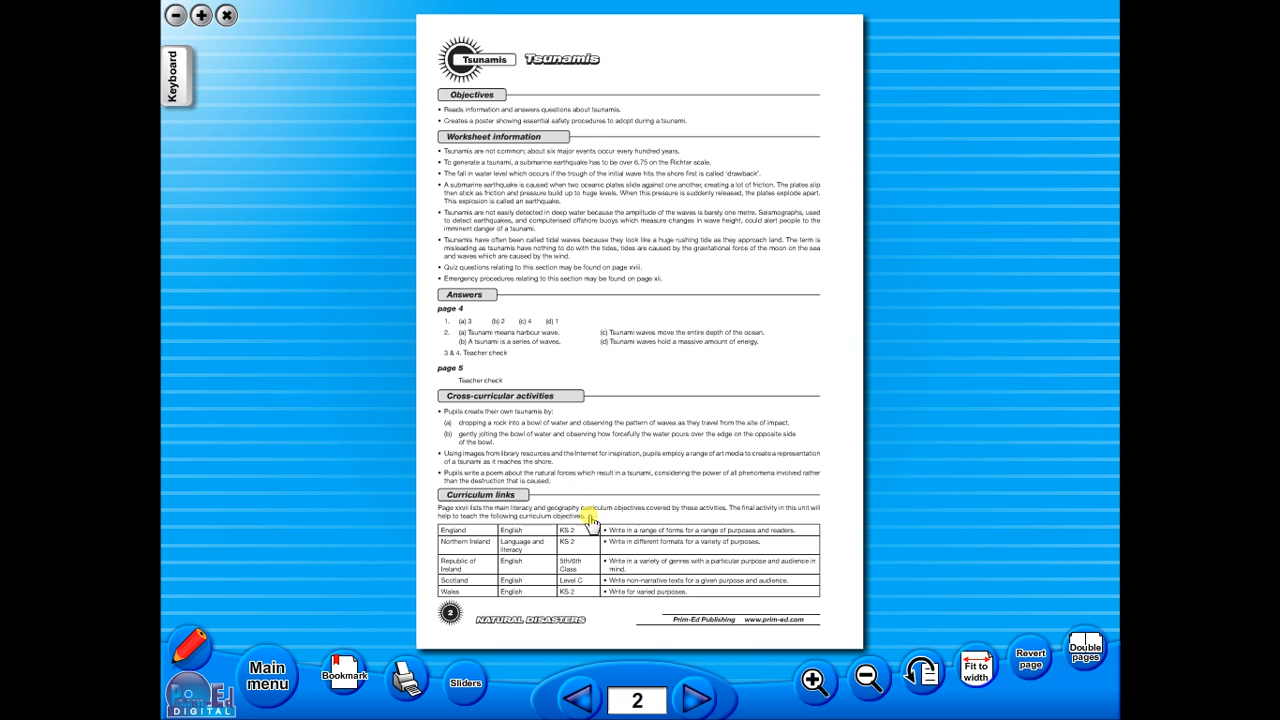 Keyboard
Tsunamis
Tsunamis
Objectives
• Reads information and answers questions about tsunamis.
• Creates a poster showing essential safety procedures to adopt during a tsunami.
Worksheet information
• Tsunamis are not common; about six major events occur every hundred years.
• To generate a tsunami, a submarine earthquake has to be over 6.75 on the Richter scale.
• The fall in water level which occurs if the trough of the initial wave hits the shore first is called 'drawback'.
• A submarine earthquake is caused when two oceanic plates slide against one another, creating a lot of friction. The plates slip
then stick as friction and pressure build up to huge levels. When this pressure is suddenly released, the plates explode apart.
This explosion is called an earthquake.
• Tsunamis are not easily detected in deep water because the amplitude of the waves is barely one metre. Seismographs, used
to detect earthquakes, and computerised offshore buoys which measure changes in wave height, could alert people to the
imminent danger of a tsunami.
• Tsunamis have often been called tidal waves because they look like a huge rushing tide as they approach land. The term is
misleading as tsunamis have nothing to do with the tides, tides are caused by the gravitational force of the moon on the sea
and waves which are caused by the wind.
• Quiz questions relating to this section may be found on page xviii.
• Emergency procedures relating to this section may be found on page xii.
Answers
page 4
1. (a) 3 (b) 2 (c) 4 (d) 1
2. (a) Tsunami means harbour wave. (c) Tsunami waves move the entire depth of the ocean.
(b) A tsunami is a series of waves. (d) Tsunami waves hold a massive amount of energy.
3 & 4. Teacher check
page 5
Teacher check
Cross-curricular activities
• Pupils create their own tsunamis by:
(a) dropping a rock into a bowl of water and observing the pattern of waves as they travel from the site of impact.
(b) gently jolting the bowl of water and observing how forcefully the water pours over the edge on the opposite side
of the bowl.
• Using images from library resources and the Internet for inspiration, pupils employ a range of art media to create a representation
of a tsunami as it reaches the shore.
• Pupils write a poem about the natural forces which result in a tsunami, considering the power of all phenomena involved rather
than the destruction that is caused.
Curriculum links
Page xxvii lists the main literacy and geography curriculum objectives covered by these activities. The final activity in this unit will
help to teach the following curriculum objectives.
England English KS 2 • Write in a range of forms for a range of purposes and readers.
Northern Ireland Language and literacy KS 2 • Write in different formats for a variety of purposes.
Republic of Ireland English 5th/6th Class • Write in a variety of genres with a particular purpose and audience in mind.
Scotland English Level C • Write non-narrative texts for a given purpose and audience.
Wales English KS 2 • Write for varied purposes.
2 NATURAL DISASTERS Prim-Ed Publishing www.prim-ed.com
Main menu
Bookmark
Sliders
2
Fit to width
Revert page
Double pages
DIGITAL